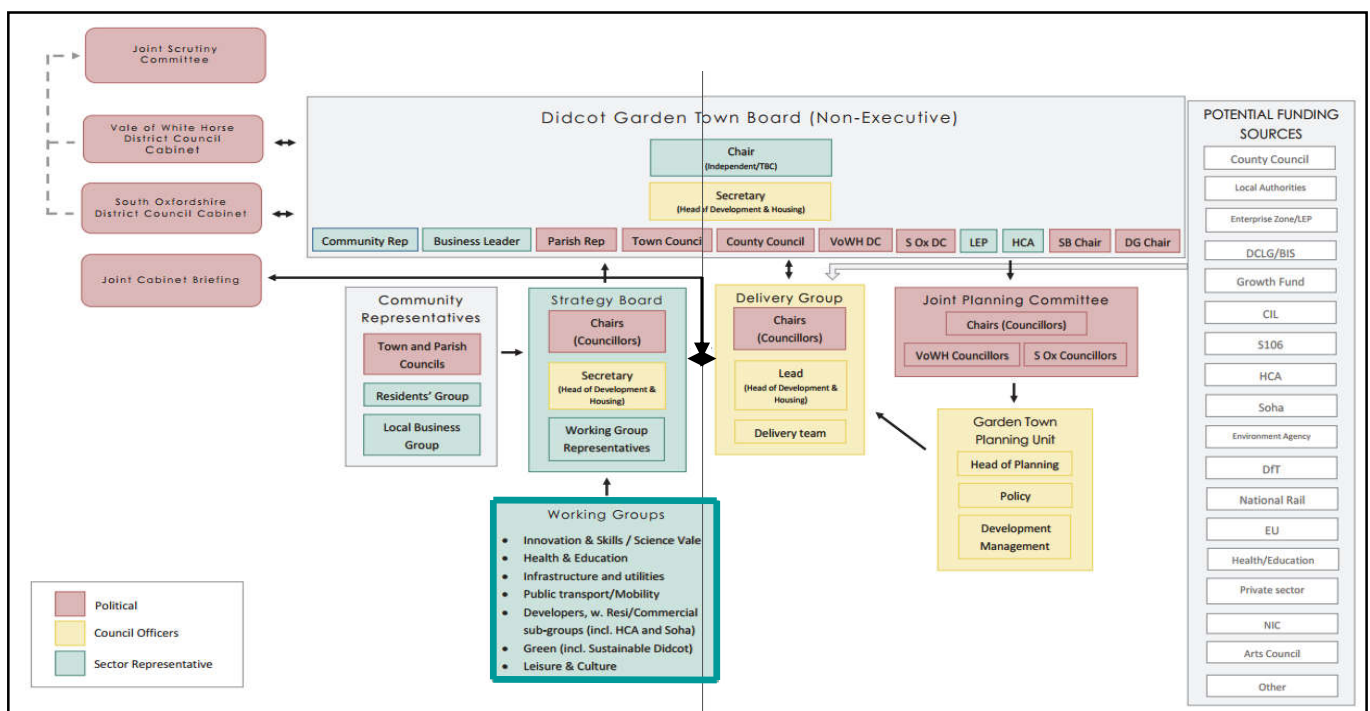 Joint Scrutiny
Committee
Vale of White Horse
District Council
Cabinet
South Oxfordshire
District Council Cabinet
Joint Cabinet Briefing
Didcot Garden Town Board (Non-Executive)
Chair
(Independent/TBC)
Secretary
(Head of Development & Housing)
Community Rep
Business Leader
Parish Rep
Town Council
County Council
VoWH DC
S Ox DC
LEP
HCA
SB Chair
DG Chair
Community
Representatives
Town and Parish
Councils
Residents' Group
Local Business
Group
Strategy Board
Chairs
(Councillors)
Secretary
(Head of Development &
Housing)
Working Group
Representatives
Delivery Group
Chairs
(Councillors)
Lead
(Head of Development &
Housing)
Delivery team
Joint Planning Committee
Chairs (Councillors)
VoWH Councillors
S Ox Councillors
Garden Town
Planning Unit
Head of Planning
Policy
Development
Management
Working Groups
• Innovation & Skills / Science Vale
• Health & Education
• Infrastructure and utilities
• Public transport/Mobility
• Developers, w. Resi/Commercial
sub-groups (incl. HCA and Soha)
• Green (incl. Sustainable Didcot)
• Leisure & Culture
Political
Council Officers
Sector Representative
POTENTIAL FUNDING
SOURCES
County Council
Local Authorities
Enterprise Zone/LEP
DCLG/BIS
Growth Fund
CIL
S106
HCA
Soha
Environment Agency
DfT
National Rail
EU
Health/Education
Private sector
NIC
Arts Council
Other